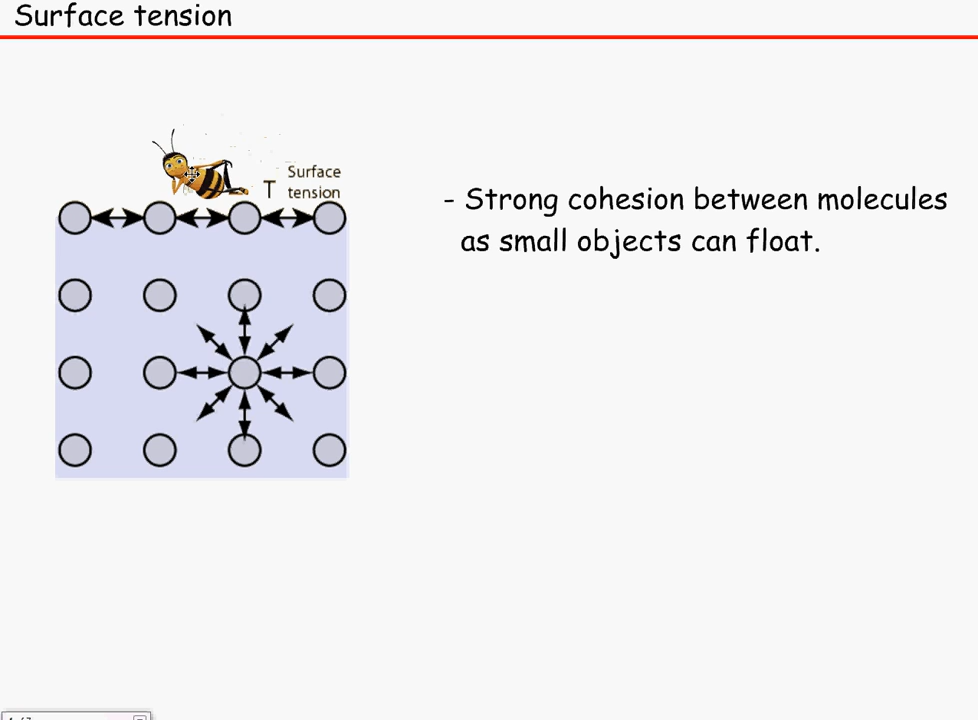 Surface tension
T Surface
tension
- Strong cohesion between molecules
as small objects can float.